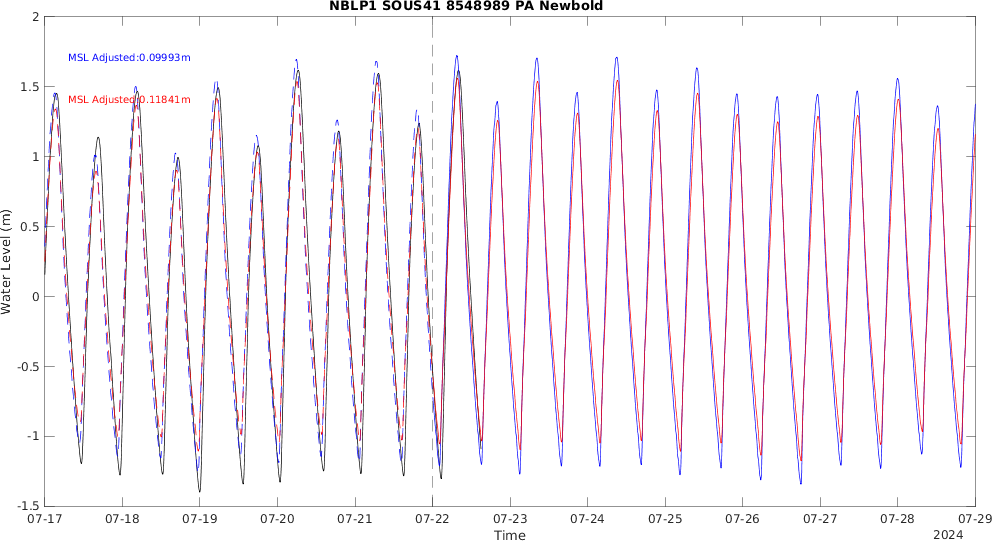 NBLP1 SOUS41 8548989 PA Newbold
2
1.5
1
0.5
0
-0.5
-1
-1.5
Water Level (m)
MSL Adjusted:0.09993m
MSL Adjusted:0.11841m
07-17 07-18 07-19 07-20 07-21 07-22 07-23 07-24 07-25 07-26 07-27 07-28 07-29
Time
2024